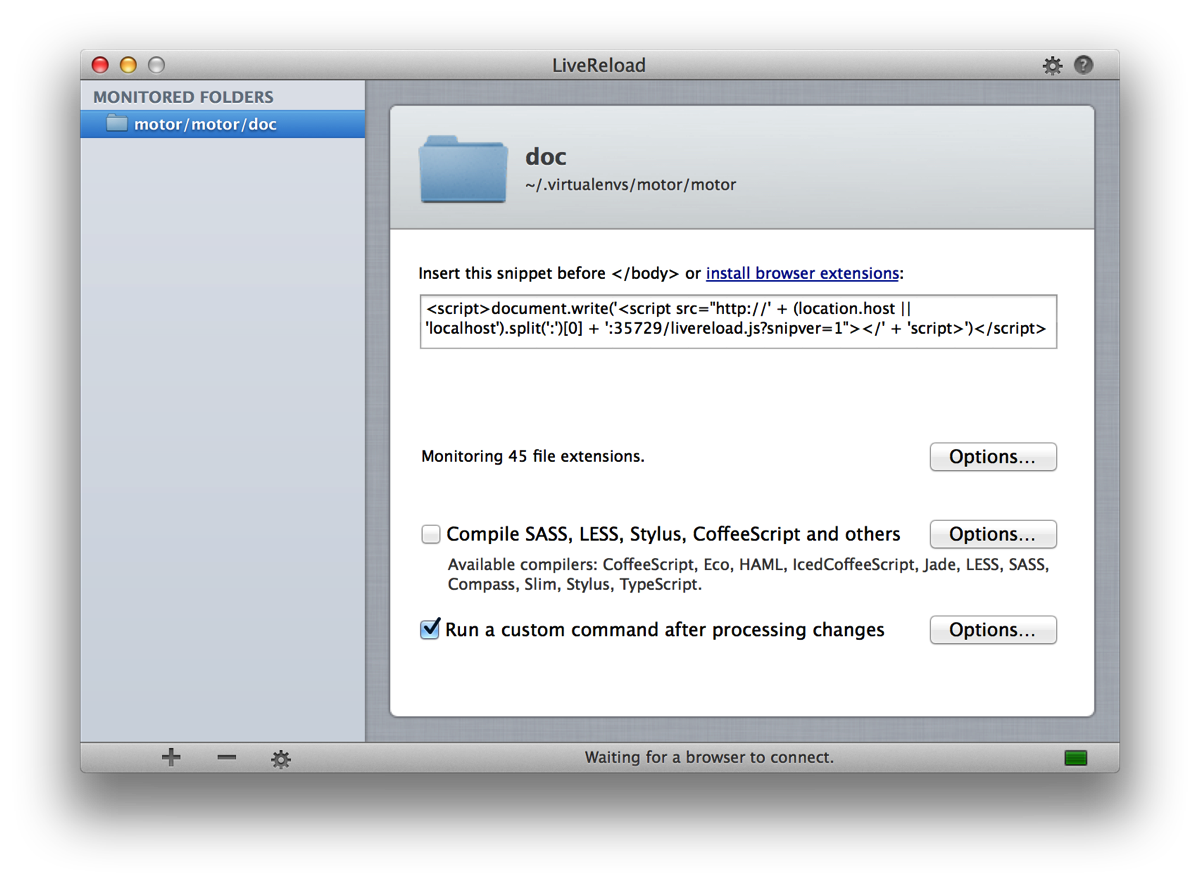 LiveReload
MONITORED FOLDERS
motor/motor/doc
doc
~/.virtualenvs/motor/motor
Insert this snippet before </body> or install browser extensions:
<script>document.write('<script src="http://' + (location.host ||
'localhost').split(':')[0] + ':35729/livereload.js?snipver=1"></' + 'script>')</script>
Monitoring 45 file extensions.
Options...
Compile SASS, LESS, Stylus, CoffeeScript and others
Options...
Available compilers: CoffeeScript, Eco, HAML, IcedCoffeeScript, Jade, LESS, SASS,
Compass, Slim, Stylus, TypeScript.
Run a custom command after processing changes
Options...
Waiting for a browser to connect.